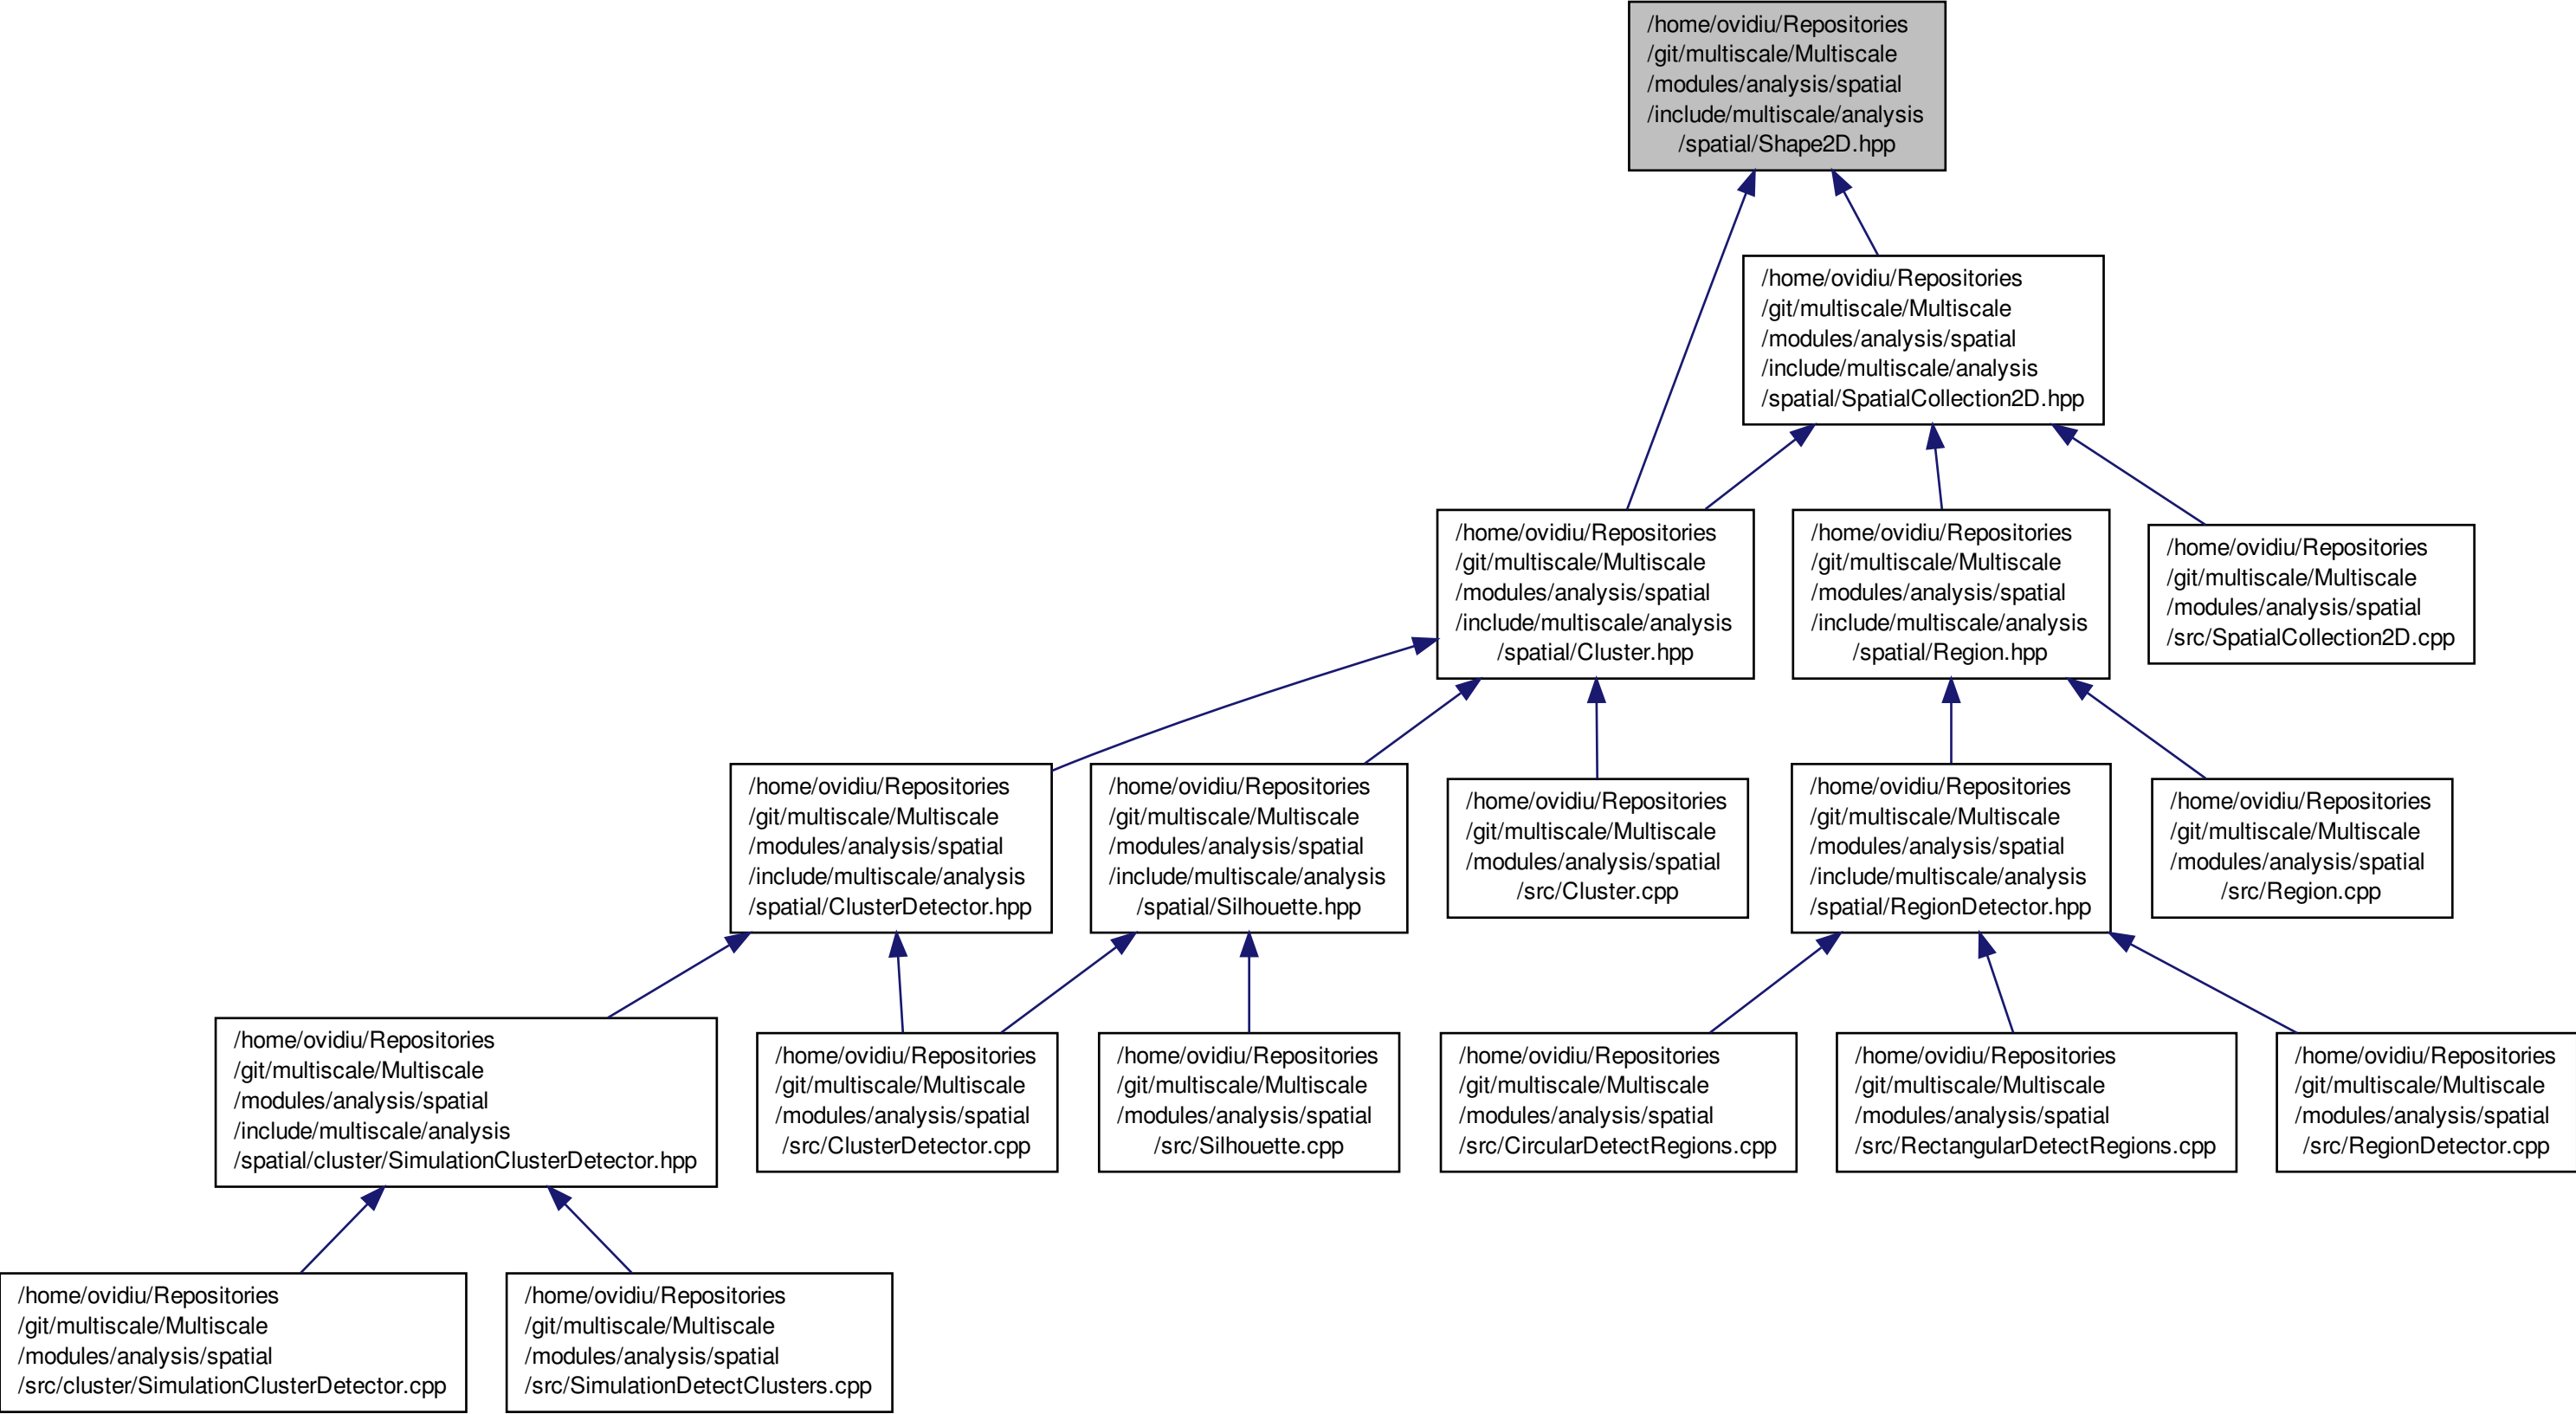 /home/ovidiu/Repositories
/git/multiscale/Multiscale
/modules/analysis/spatial
/include/multiscale/analysis
/spatial/Shape2D.hpp
/home/ovidiu/Repositories
/git/multiscale/Multiscale
/modules/analysis/spatial
/include/multiscale/analysis
/spatial/SpatialCollection2D.hpp
/home/ovidiu/Repositories
/git/multiscale/Multiscale
/modules/analysis/spatial
/include/multiscale/analysis
/spatial/Cluster.hpp
/home/ovidiu/Repositories
/git/multiscale/Multiscale
/modules/analysis/spatial
/include/multiscale/analysis
/spatial/Region.hpp
/home/ovidiu/Repositories
/git/multiscale/Multiscale
/modules/analysis/spatial
/src/SpatialCollection2D.cpp
/home/ovidiu/Repositories
/git/multiscale/Multiscale
/modules/analysis/spatial
/include/multiscale/analysis
/spatial/ClusterDetector.hpp
/home/ovidiu/Repositories
/git/multiscale/Multiscale
/modules/analysis/spatial
/include/multiscale/analysis
/spatial/Silhouette.hpp
/home/ovidiu/Repositories
/git/multiscale/Multiscale
/modules/analysis/spatial
/src/Cluster.cpp
/home/ovidiu/Repositories
/git/multiscale/Multiscale
/modules/analysis/spatial
/include/multiscale/analysis
/spatial/RegionDetector.hpp
/home/ovidiu/Repositories
/git/multiscale/Multiscale
/modules/analysis/spatial
/src/Region.cpp
/home/ovidiu/Repositories
/git/multiscale/Multiscale
/modules/analysis/spatial
/include/multiscale/analysis
/spatial/cluster/SimulationClusterDetector.hpp
/home/ovidiu/Repositories
/git/multiscale/Multiscale
/modules/analysis/spatial
/src/ClusterDetector.cpp
/home/ovidiu/Repositories
/git/multiscale/Multiscale
/modules/analysis/spatial
/src/Silhouette.cpp
/home/ovidiu/Repositories
/git/multiscale/Multiscale
/modules/analysis/spatial
/src/CircularDetectRegions.cpp
/home/ovidiu/Repositories
/git/multiscale/Multiscale
/modules/analysis/spatial
/src/RectangularDetectRegions.cpp
/home/ovidiu/Repositories
/git/multiscale/Multiscale
/modules/analysis/spatial
/src/RegionDetector.cpp
/home/ovidiu/Repositories
/git/multiscale/Multiscale
/modules/analysis/spatial
/src/cluster/SimulationClusterDetector.cpp
/home/ovidiu/Repositories
/git/multiscale/Multiscale
/modules/analysis/spatial
/src/SimulationDetectClusters.cpp